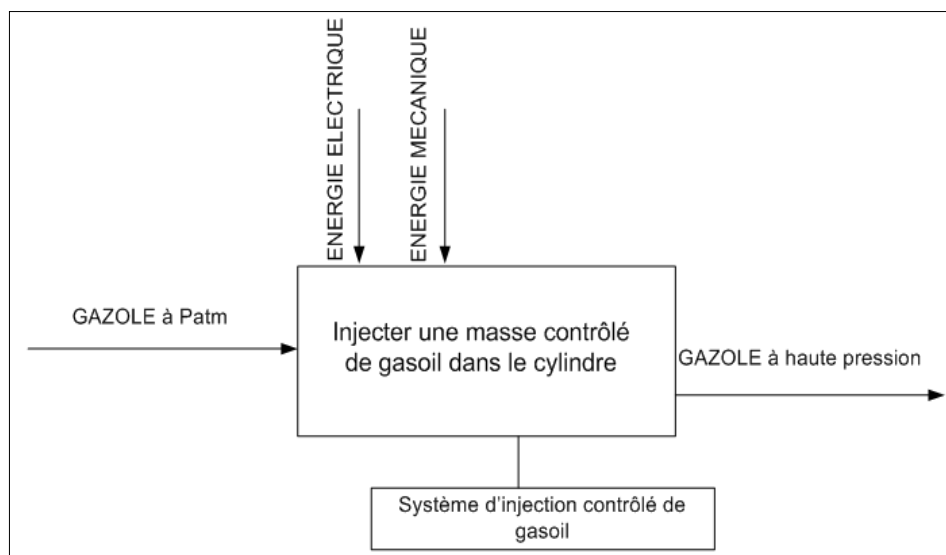 ENERGIE ELECTRIQUE
ENERGIE MECANIQUE
GAZOLE à Patm
Injecter une masse contrôlé
de gasoil dans le cylindre
GAZOLE à haute pression
Système d'injection contrôlé de
gasoil